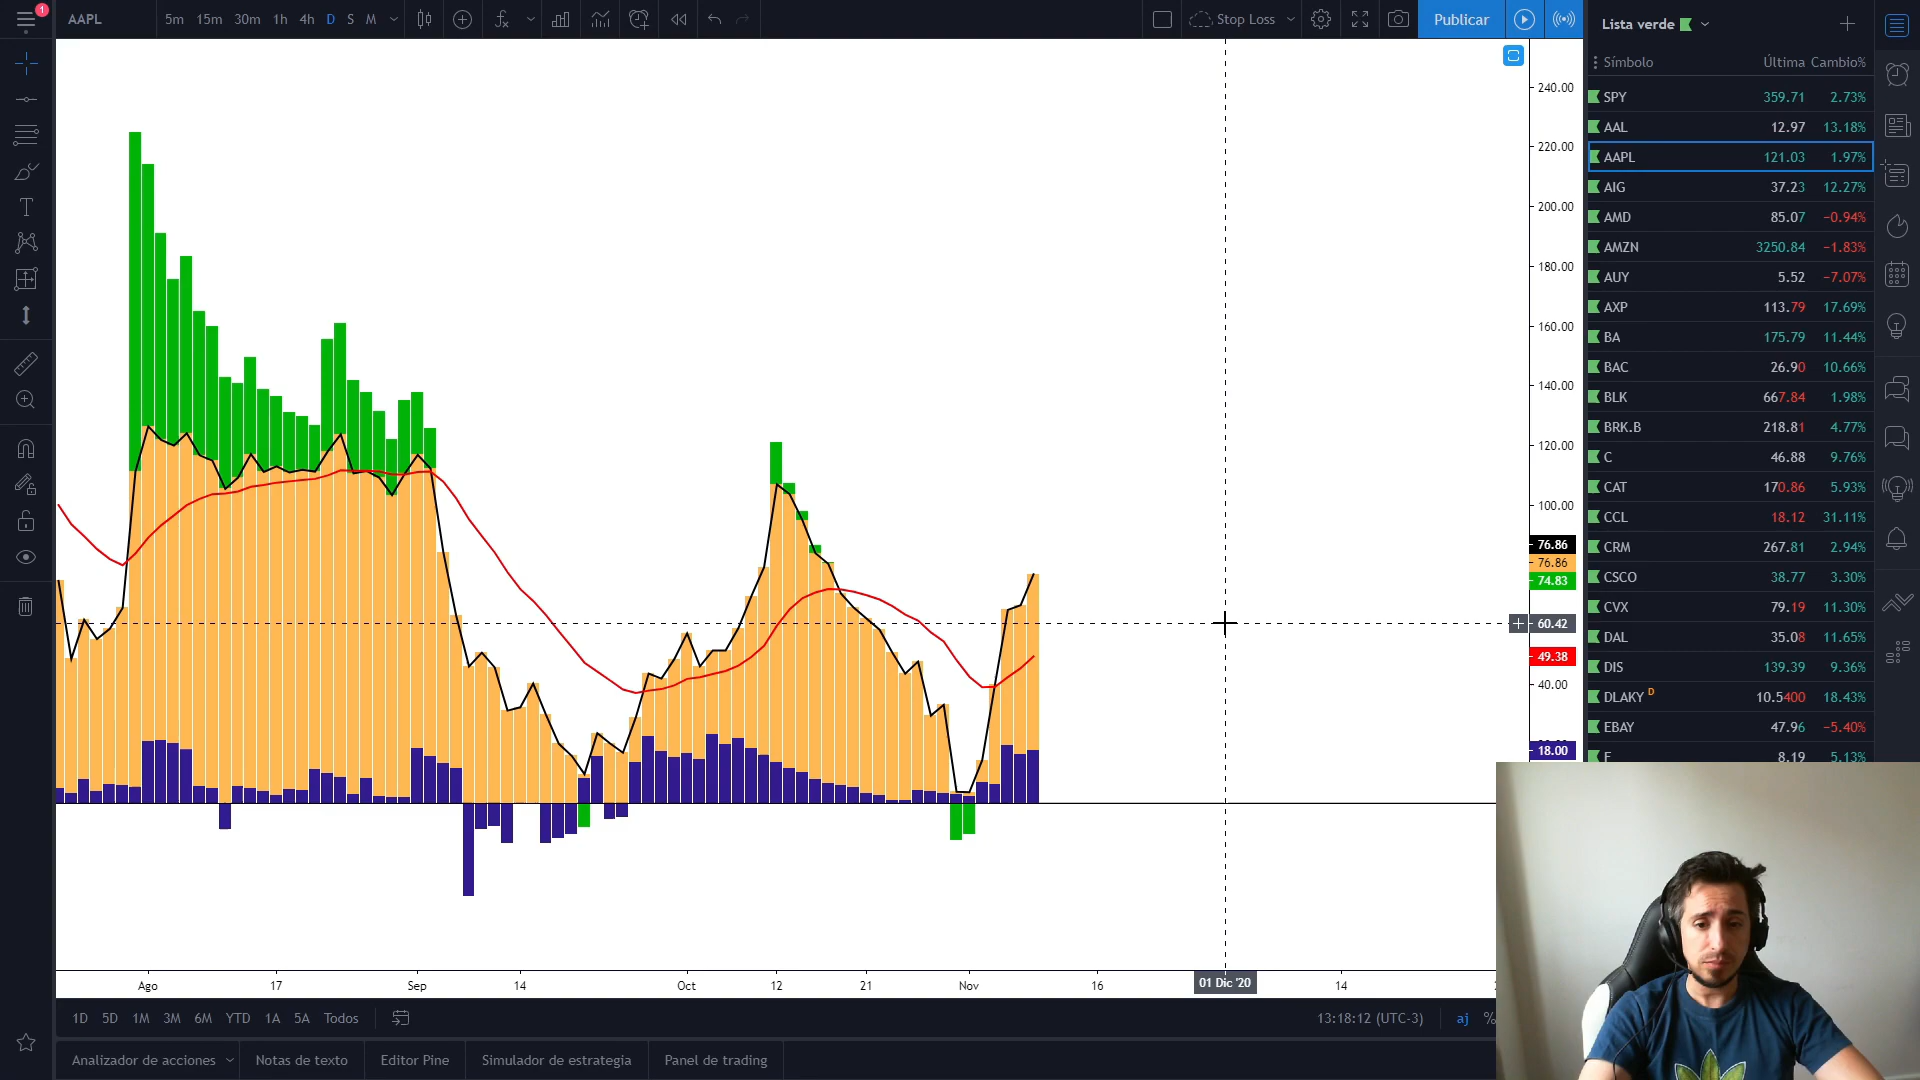 1
AAPL
5m 15m 30m 1h 4h D S M
Stop Loss
Publicar
Lista verde
Símbolo Última Cambio%
SPY 359.71 2.73%
AAL 12.97 13.18%
AAPL 121.03 1.97%
AIG 37.23 12.27%
AMD 85.07 −0.94%
AMZN 3250.84 −1.83%
AUY 5.52 −7.07%
AXP 113.79 17.69%
BA 175.79 11.44%
BAC 26.90 10.66%
BLK 667.84 1.98%
BRK.B 218.81 4.77%
C 46.88 9.76%
CAT 170.86 5.93%
CCL 18.12 31.11%
CRM 267.81 2.94%
CSCO 38.77 3.30%
CVX 79.19 11.30%
DAL 35.08 11.65%
DIS 139.39 9.36%
DLAKY D 10.5400 18.43%
EBAY 47.96 −5.40%
F 8.19 5.13%
240.00
220.00
200.00
180.00
160.00
140.00
120.00
100.00
76.86
76.86
74.83
60.42
49.38
40.00
18.00
Ago 17 Sep 14 Oct 12 21 Nov 16 01 Dic '20 14
1D 5D 1M 3M 6M YTD 1A 5A Todos
13:18:12 (UTC-3)
aj %
Analizador de acciones Notas de texto Editor Pine Simulador de estrategia Panel de trading